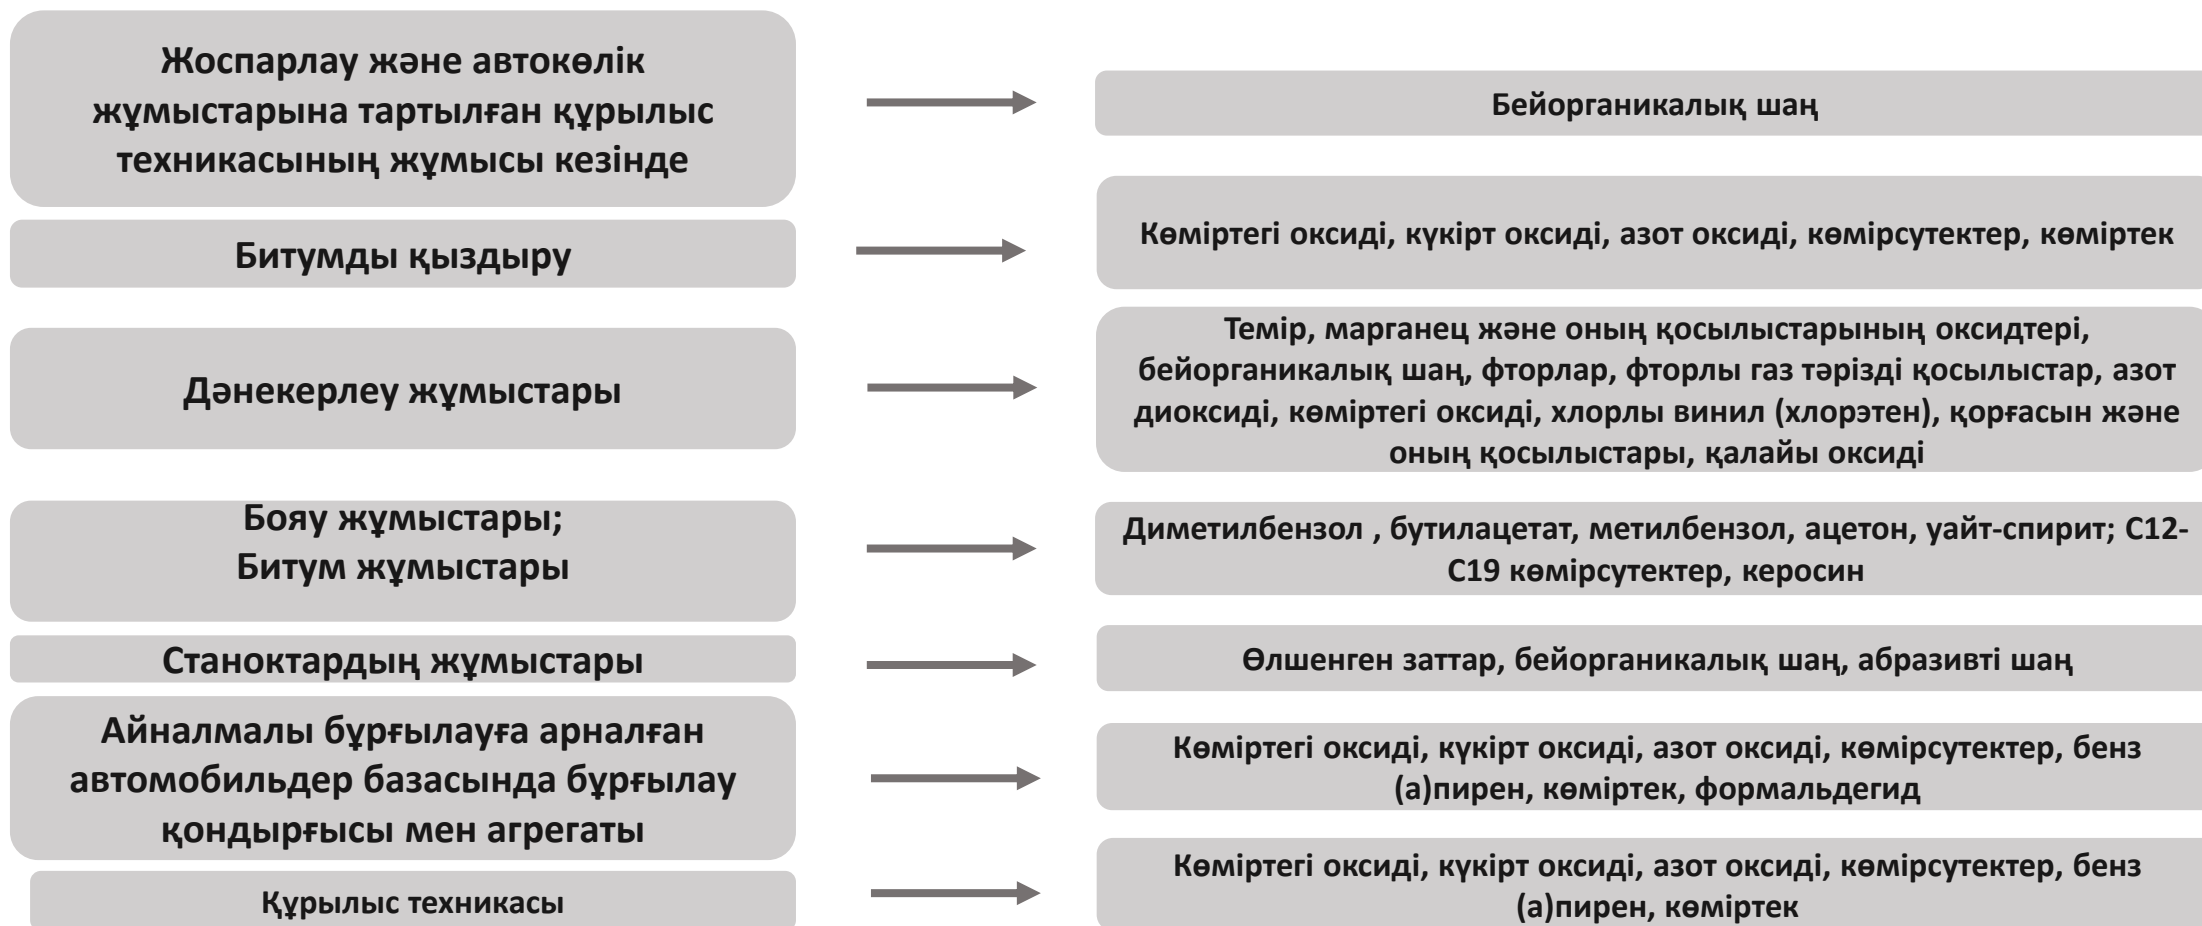 Жоспарлау және автокөлік
жұмыстарына тартылған құрылыс
техникасының жұмысы кезінде
Бейорганикалық шаң
Битумды қыздыру
Көміртегі оксиді, күкірт оксиді, азот оксиді, көмірсутектер, көміртек
Дәнекерлеу жұмыстары
Темір, марганец және оның қосылыстарының оксидтері,
бейорганикалық шаң, фторлар, фторлы газ тәрізді қосылыстар, азот
диоксиді, көміртегі оксиді, хлорлы винил (хлорэтен), қорғасын және
оның қосылыстары, қалайы оксиді
Бояу жұмыстары;
Битум жұмыстары
Диметилбензол , бутилацетат, метилбензол, ацетон, уайт-спирит; С12-
С19 көмірсутектер, керосин
Станоктардың жұмыстары
Өлшенген заттар, бейорганикалық шаң, абразивті шаң
Айналмалы бұрғылауға арналған
автомобильдер базасында бұрғылау
қондырғысы мен агрегаты
Көміртегі оксиді, күкірт оксиді, азот оксиді, көмірсутектер, бенз
(а)пирен, көміртек, формальдегид
Құрылыс техникасы
Көміртегі оксиді, күкірт оксиді, азот оксиді, көмірсутектер, бенз
(а)пирен, көміртек